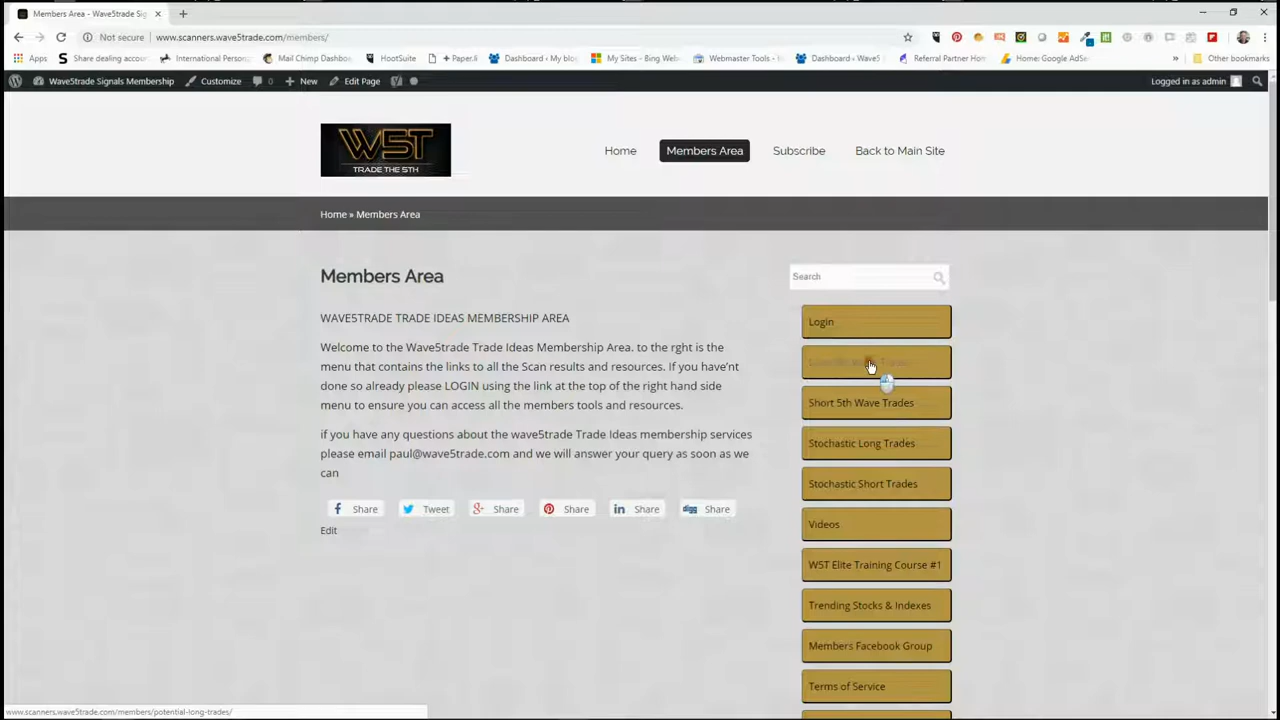 Members Area - Wave5trade Sig
Not secure www.scanners.wave5trade.com/members/
Apps Share dealing accou International Person Mail Chimp Dashbo HootSuite + Paper.li Dashboard ‹ My blog My Sites - Bing Web Webmaster Tools - Dashboard ‹ Wave5 Referral Partner Hom Home: Google AdSe » Other bookmarks
Wave5trade Signals Membership Customize 0 New Edit Page Logged in as admin
W5T
TRADE THE 5TH
Home Members Area Subscribe Back to Main Site
Home » Members Area
Members Area
WAVE5TRADE TRADE IDEAS MEMBERSHIP AREA
Welcome to the Wave5trade Trade Ideas Membership Area. to the rght is the
menu that contains the links to all the Scan results and resources. If you have'nt
done so already please LOGIN using the link at the top of the right hand side
menu to ensure you can access all the members tools and resources.
if you have any questions about the wave5trade Trade Ideas membership services
please email paul@wave5trade.com and we will answer your query as soon as we
can
Share Tweet Share Share Share Share
Edit
Search
Login
Short 5th Wave Trades
Stochastic Long Trades
Stochastic Short Trades
Videos
W5T Elite Training Course #1
Trending Stocks & Indexes
Members Facebook Group
Terms of Service
www.scanners.wave5trade.com/members/potential-long-trades/